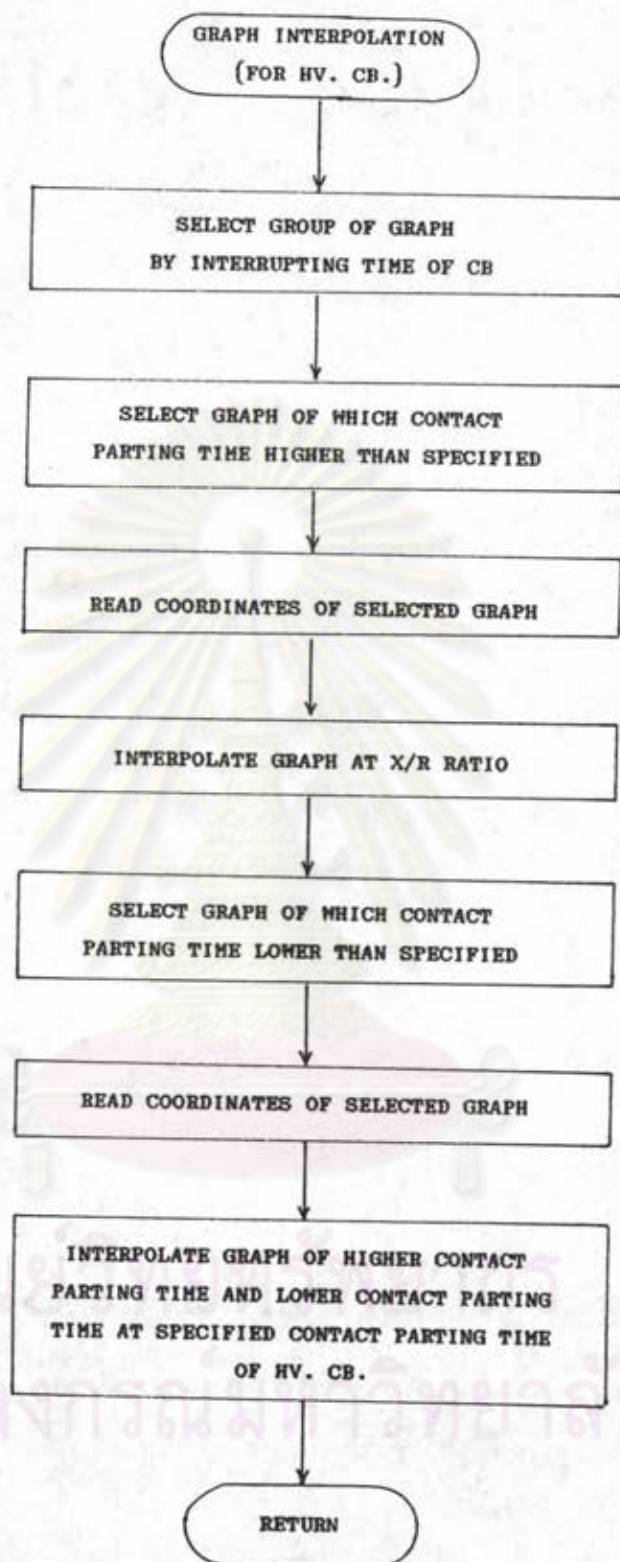 GRAPH INTERPOLATION
(FOR HV. CB.)
SELECT GROUP OF GRAPH
BY INTERRUPTING TIME OF CB
SELECT GRAPH OF WHICH CONTACT
PARTING TIME HIGHER THAN SPECIFIED
READ COORDINATES OF SELECTED GRAPH
INTERPOLATE GRAPH AT X/R RATIO
SELECT GRAPH OF WHICH CONTACT
PARTING TIME LOWER THAN SPECIFIED
READ COORDINATES OF SELECTED GRAPH
INTERPOLATE GRAPH OF HIGHER CONTACT
PARTING TIME AND LOWER CONTACT PARTING
TIME AT SPECIFIED CONTACT PARTING TIME
OF HV. CB.
RETURN